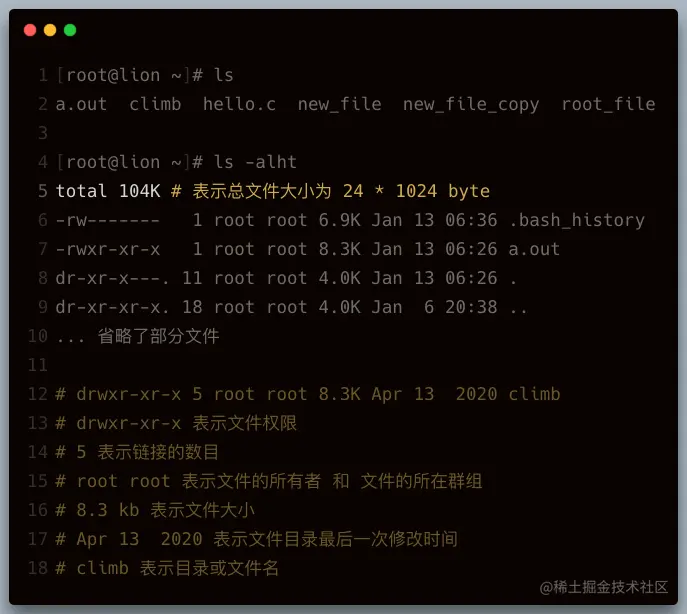 1 [root@lion ~]# ls
2 a.out  climb  hello.c  new_file  new_file_copy  root_file
3
4 [root@lion ~]# ls -alht
5 total 104K # 表示总文件大小为 24 * 1024 byte
6 -rw-------   1 root root 6.9K Jan 13 06:36 .bash_history
7 -rwxr-xr-x   1 root root 8.3K Jan 13 06:26 a.out
8 dr-xr-x---. 11 root root 4.0K Jan 13 06:26 .
9 dr-xr-xr-x. 18 root root 4.0K Jan  6 20:38 ..
10 ... 省略了部分文件
11
12 # drwxr-xr-x 5 root root 8.3K Apr 13  2020 climb
13 # drwxr-xr-x 表示文件权限
14 # 5 表示链接的数目
15 # root root 表示文件的所有者 和 文件的所在群组
16 # 8.3 kb 表示文件大小
17 # Apr 13  2020 表示文件目录最后一次修改时间
18 # climb 表示目录或文件名
@稀土掘金技术社区